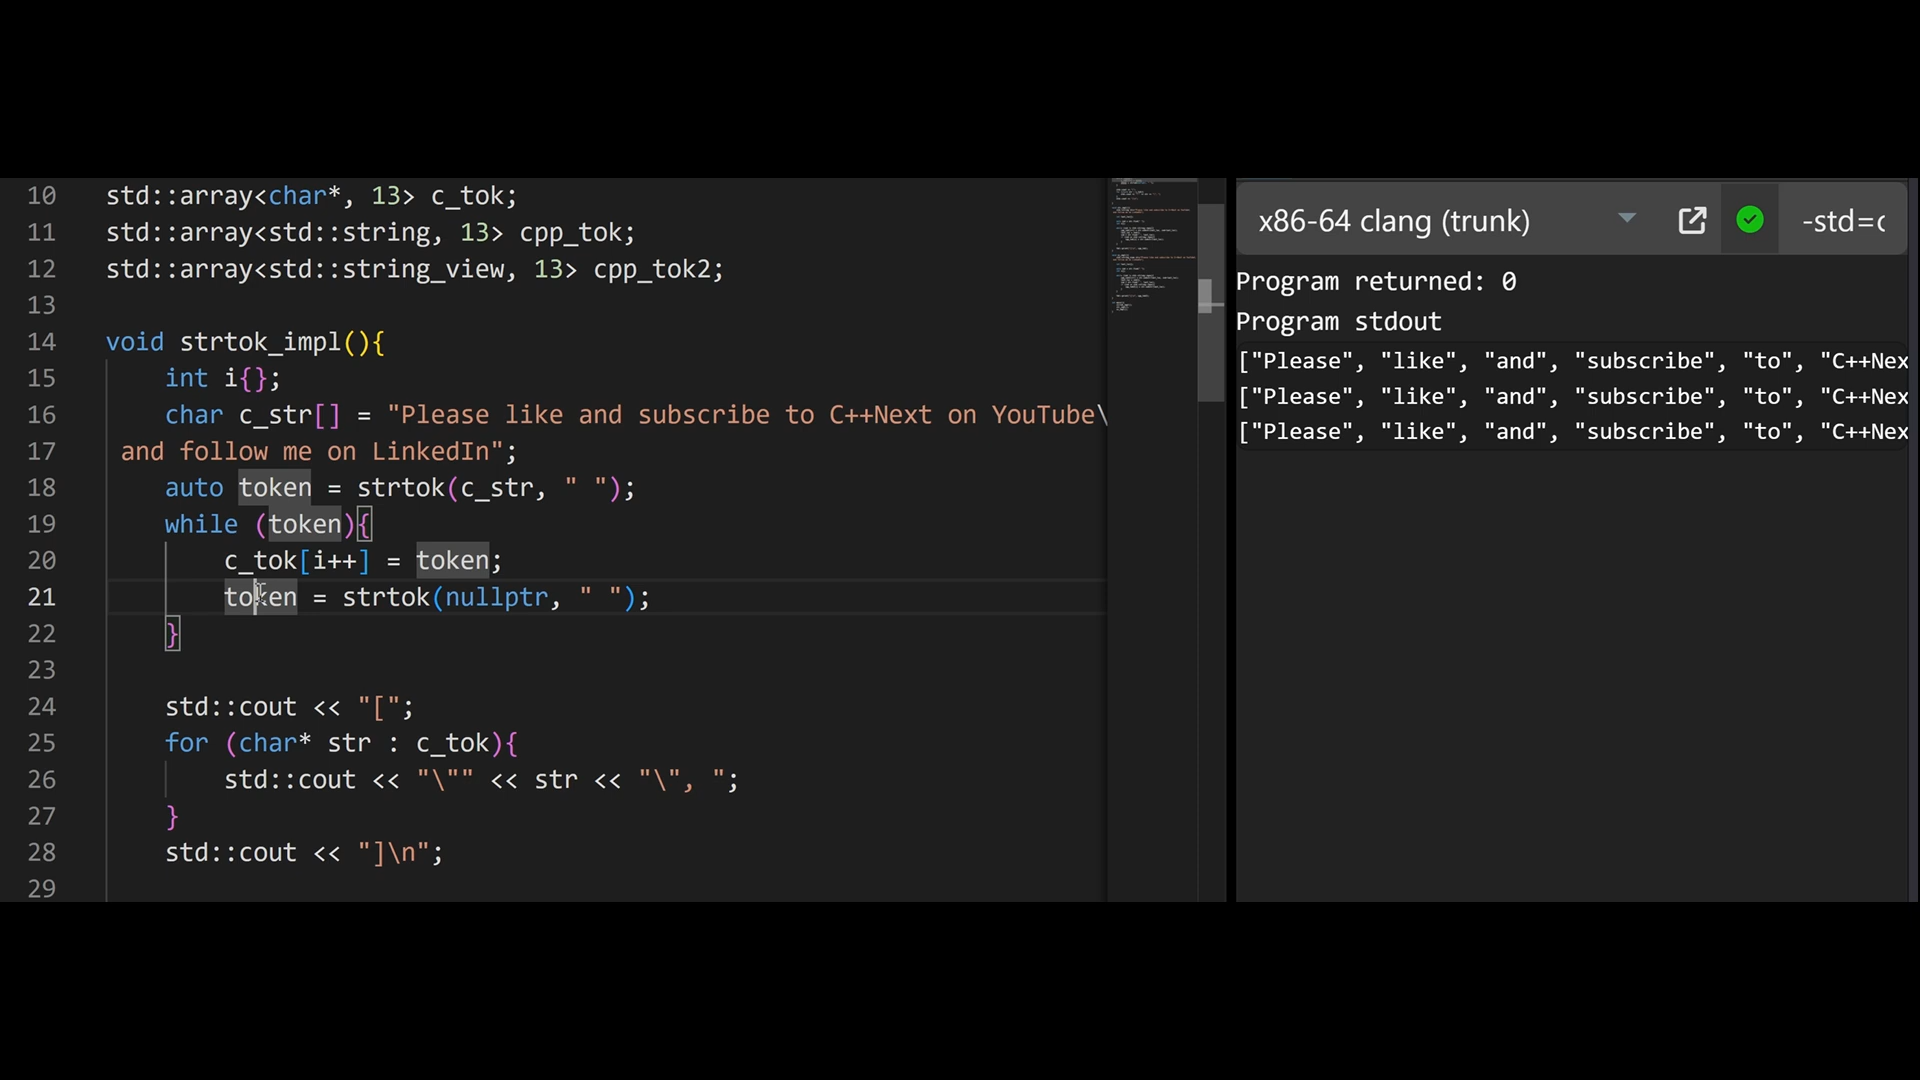 10 std::array<char*, 13> c_tok;
11 std::array<std::string, 13> cpp_tok;
12 std::array<std::string_view, 13> cpp_tok2;
13
14 void strtok_impl(){
15 int i{};
16 char c_str[] = "Please like and subscribe to C++Next on YouTube\
17 and follow me on LinkedIn";
18 auto token = strtok(c_str, " ");
19 while (token){
20 c_tok[i++] = token;
21 token = strtok(nullptr, " ");
22 }
23
24 std::cout << "[";
25 for (char* str : c_tok){
26 std::cout << "\"" << str << "\", ";
27 }
28 std::cout << "]\n";
29
x86-64 clang (trunk) -std=c
Program returned: 0
Program stdout
["Please", "like", "and", "subscribe", "to", "C++Nex
["Please", "like", "and", "subscribe", "to", "C++Nex
["Please", "like", "and", "subscribe", "to", "C++Nex